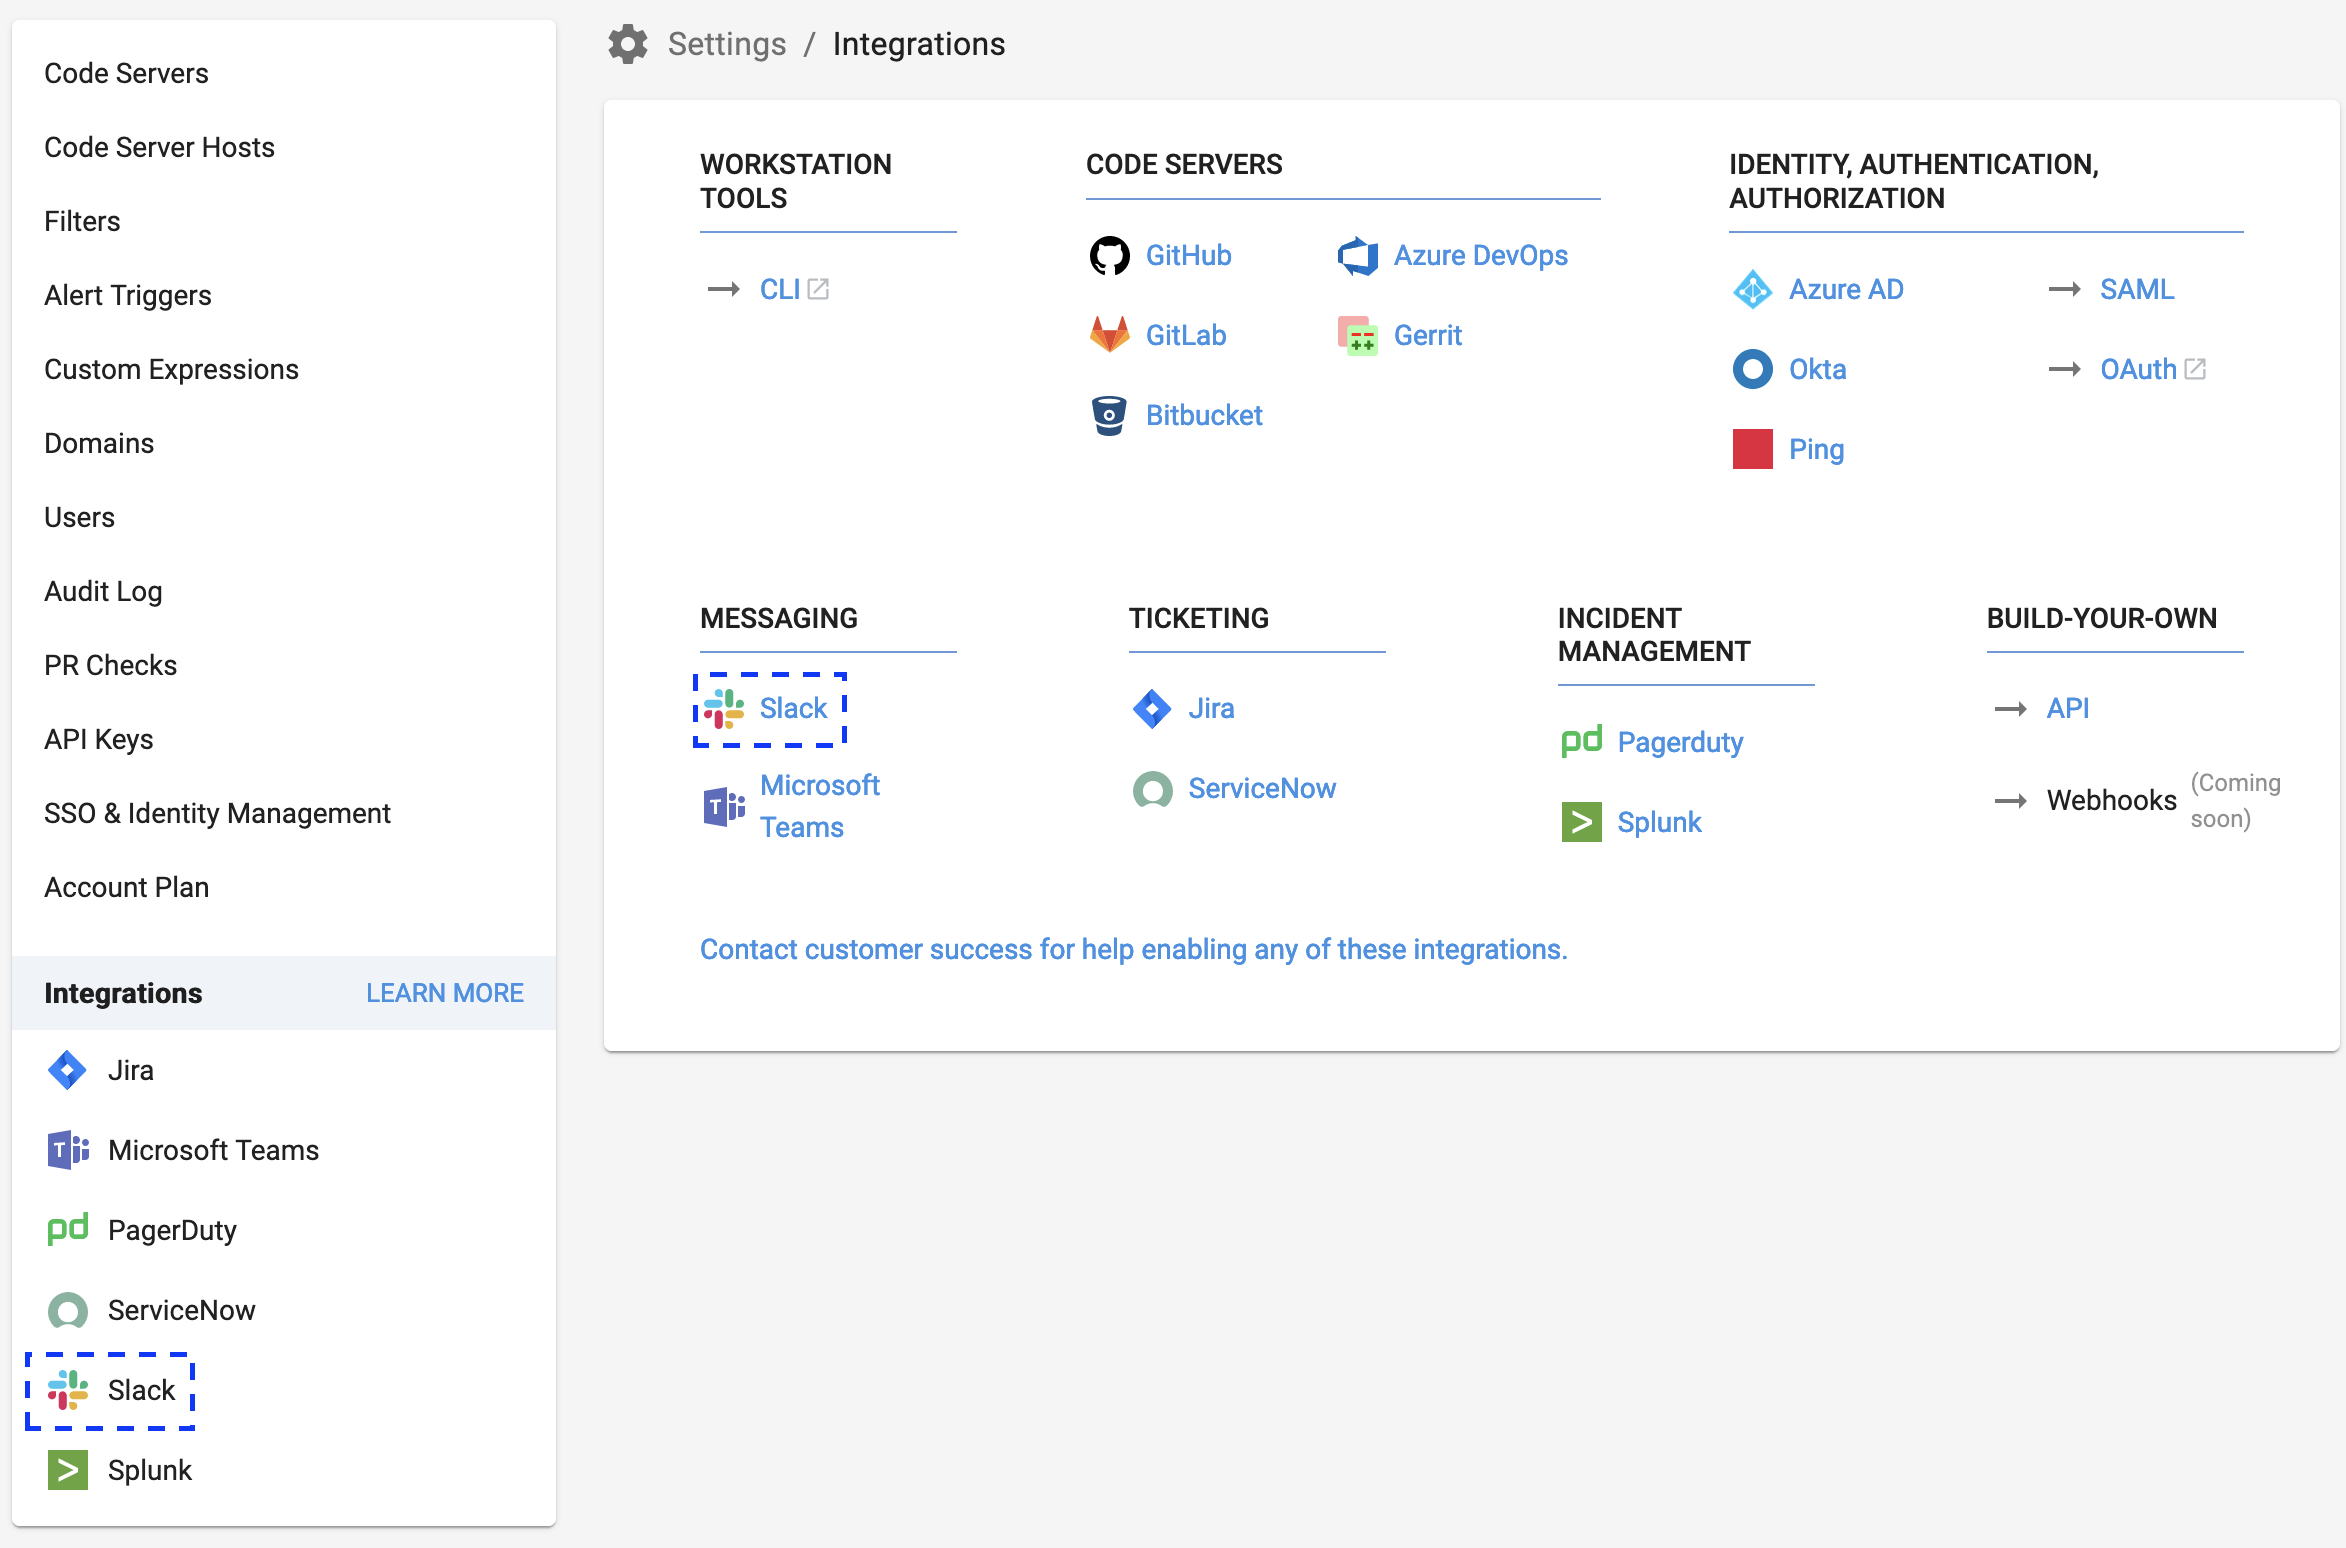 Code Servers
Code Server Hosts
Filters
Alert Triggers
Custom Expressions
Domains
Users
Audit Log
PR Checks
API Keys
SSO & Identity Management
Account Plan
Integrations LEARN MORE
Jira
Microsoft Teams
PagerDuty
ServiceNow
Slack
Splunk
Settings / Integrations
WORKSTATION
TOOLS
CLI
CODE SERVERS
GitHub
Azure DevOps
GitLab
Gerrit
Bitbucket
IDENTITY, AUTHENTICATION,
AUTHORIZATION
Azure AD
SAML
Okta
OAuth
Ping
MESSAGING
Slack
Microsoft
Teams
TICKETING
Jira
ServiceNow
INCIDENT
MANAGEMENT
Pagerduty
Splunk
BUILD-YOUR-OWN
API
Webhooks (Coming
soon)
Contact customer success for help enabling any of these integrations.